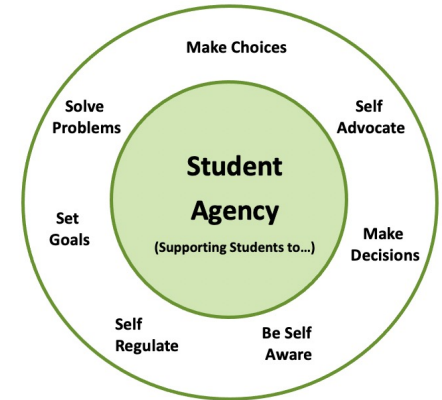 Make Choices
Self
Advocate
Make
Decisions
Be Self
Aware
Self
Regulate
Set
Goals
Solve
Problems
Student
Agency
(Supporting Students to…)